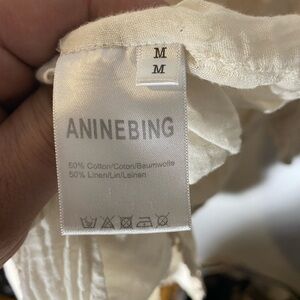 M
M
ANINEBING
50% Cotton/Coton/Baumwolle
50% Linen/Lin/Leinen